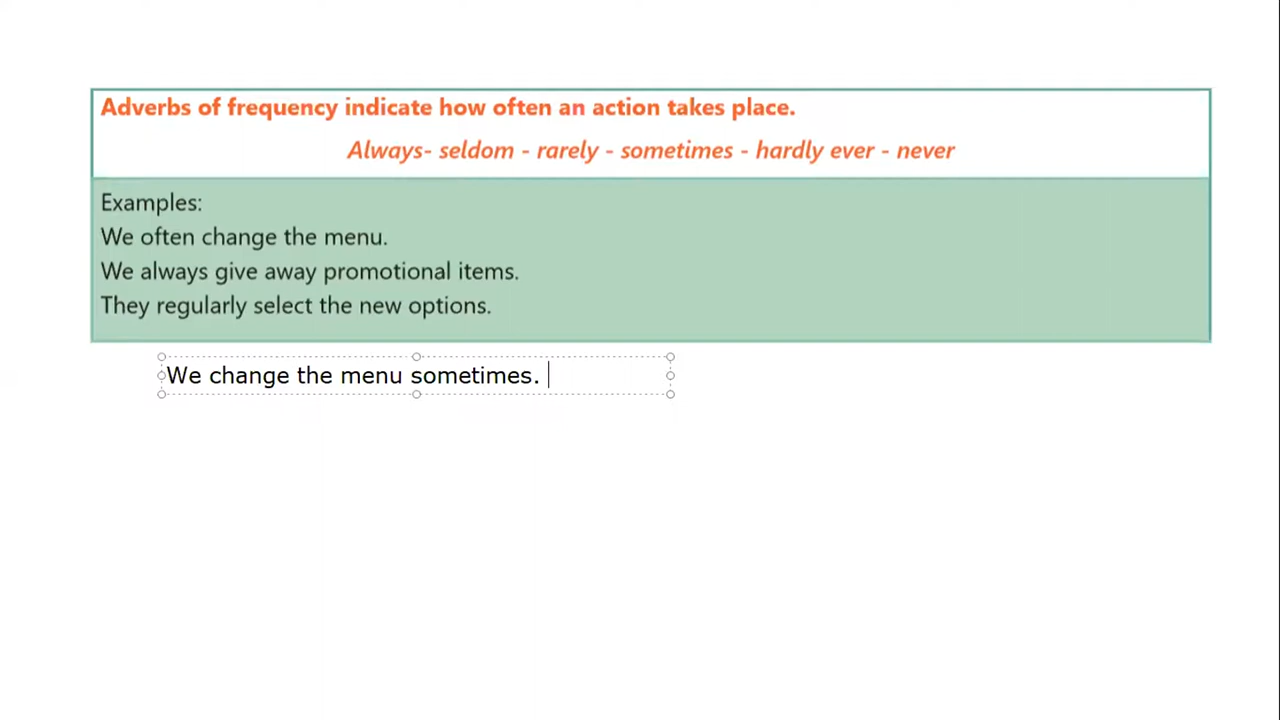 Adverbs of frequency indicate how often an action takes place.
Always- seldom - rarely - sometimes - hardly ever - never
Examples:
We often change the menu.
We always give away promotional items.
They regularly select the new options.
We change the menu sometimes.